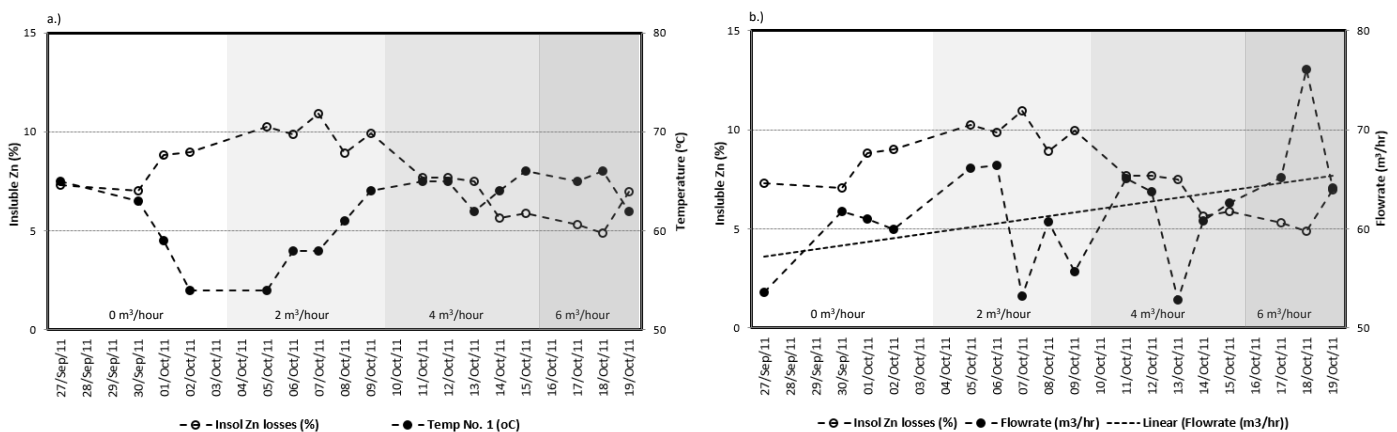 a.)
15
10
5
0
Insluble Zn (%)
80
70
60
50
Temperature (ºC)
0 m³/hour
2 m³/hour
4 m³/hour
6 m³/hour
27/Sep/11
28/Sep/11
29/Sep/11
30/Sep/11
01/Oct/11
02/Oct/11
03/Oct/11
04/Oct/11
05/Oct/11
06/Oct/11
07/Oct/11
08/Oct/11
09/Oct/11
10/Oct/11
11/Oct/11
12/Oct/11
13/Oct/11
14/Oct/11
15/Oct/11
16/Oct/11
17/Oct/11
18/Oct/11
19/Oct/11
Insol Zn losses (%)
Temp No. 1 (oC)
b.)
15
10
5
0
Insluble Zn (%)
80
70
60
50
Flowrate (m³/hr)
0 m³/hour
2 m³/hour
4 m³/hour
6 m³/hour
27/Sep/11
28/Sep/11
29/Sep/11
30/Sep/11
01/Oct/11
02/Oct/11
03/Oct/11
04/Oct/11
05/Oct/11
06/Oct/11
07/Oct/11
08/Oct/11
09/Oct/11
10/Oct/11
11/Oct/11
12/Oct/11
13/Oct/11
14/Oct/11
15/Oct/11
16/Oct/11
17/Oct/11
18/Oct/11
19/Oct/11
Insol Zn losses (%)
Flowrate (m3/hr)
Linear (Flowrate (m3/hr))